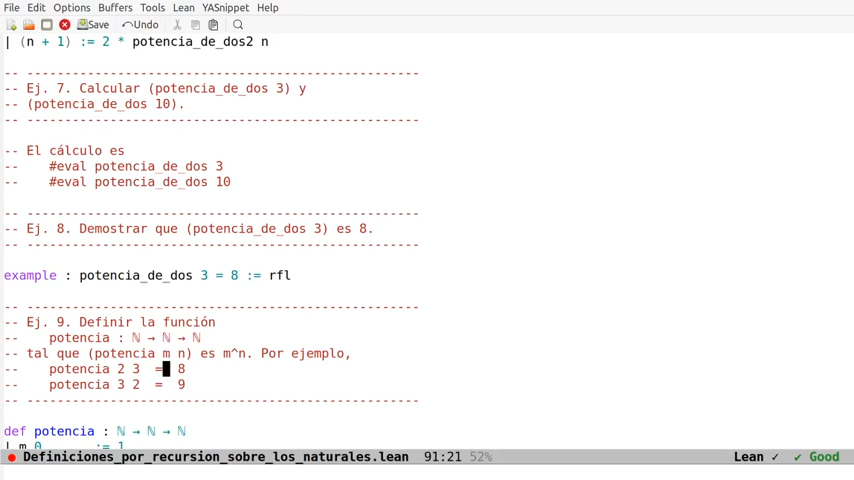 File Edit Options Buffers Tools Lean YASnippet Help
Save Undo
| (n + 1) := 2 * potencia_de_dos2 n
-- ----------------------------------------------------
-- Ej. 7. Calcular (potencia_de_dos 3) y
-- (potencia_de_dos 10).
-- ----------------------------------------------------
-- El cálculo es
--    #eval potencia_de_dos 3
--    #eval potencia_de_dos 10
-- ----------------------------------------------------
-- Ej. 8. Demostrar que (potencia_de_dos 3) es 8.
-- ----------------------------------------------------
example : potencia_de_dos 3 = 8 := rfl
-- ----------------------------------------------------
-- Ej. 9. Definir la función
--    potencia : ℕ → ℕ → ℕ
-- tal que (potencia m n) es m^n. Por ejemplo,
--    potencia 2 3  =  8
--    potencia 3 2  =  9
-- ----------------------------------------------------
def potencia : ℕ → ℕ → ℕ
| m 0       := 1
Definiciones_por_recursion_sobre_los_naturales.lean 91:21 52% Lean ✓ ✔ Good